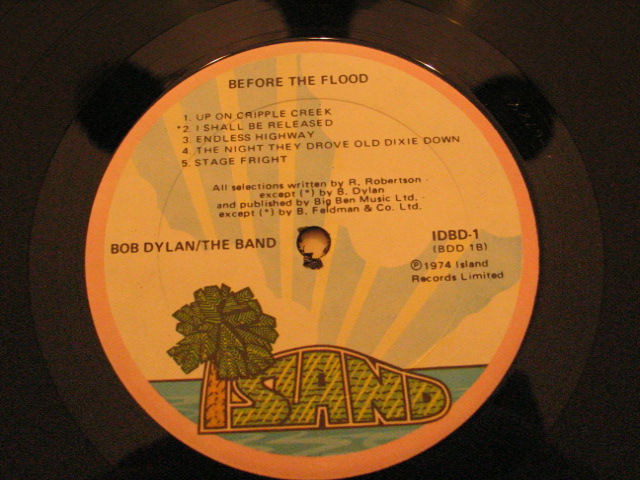 BEFORE THE FLOOD
1. UP ON CRIPPLE CREEK
*2. I SHALL BE RELEASED
3. ENDLESS HIGHWAY
4. THE NIGHT THEY DROVE OLD DIXIE DOWN
5. STAGE FRIGHT
All selections written by R. Robertson
except (*) by B. Dylan
and published by Big Ben Music Ltd.
except (*) by B. Feldman & Co. Ltd.
BOB DYLAN/THE BAND
IDBD-1
(BDD 1B)
℗ 1974 Island
Records Limited
ISLAND